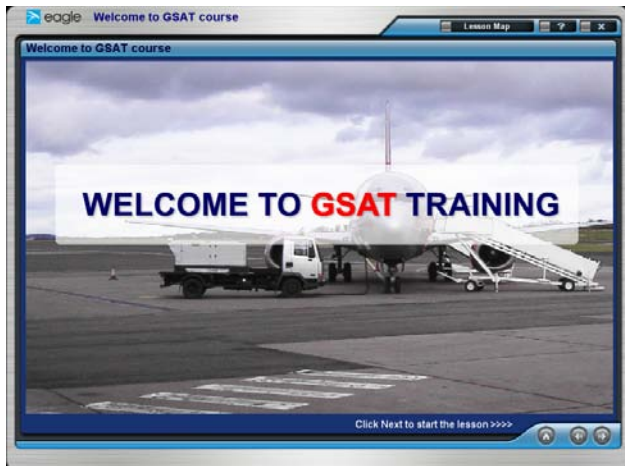 eagle Welcome to GSAT course
Lesson Map ? X
Welcome to GSAT course
WELCOME TO GSAT TRAINING
Click Next to start the lesson >>>>
A